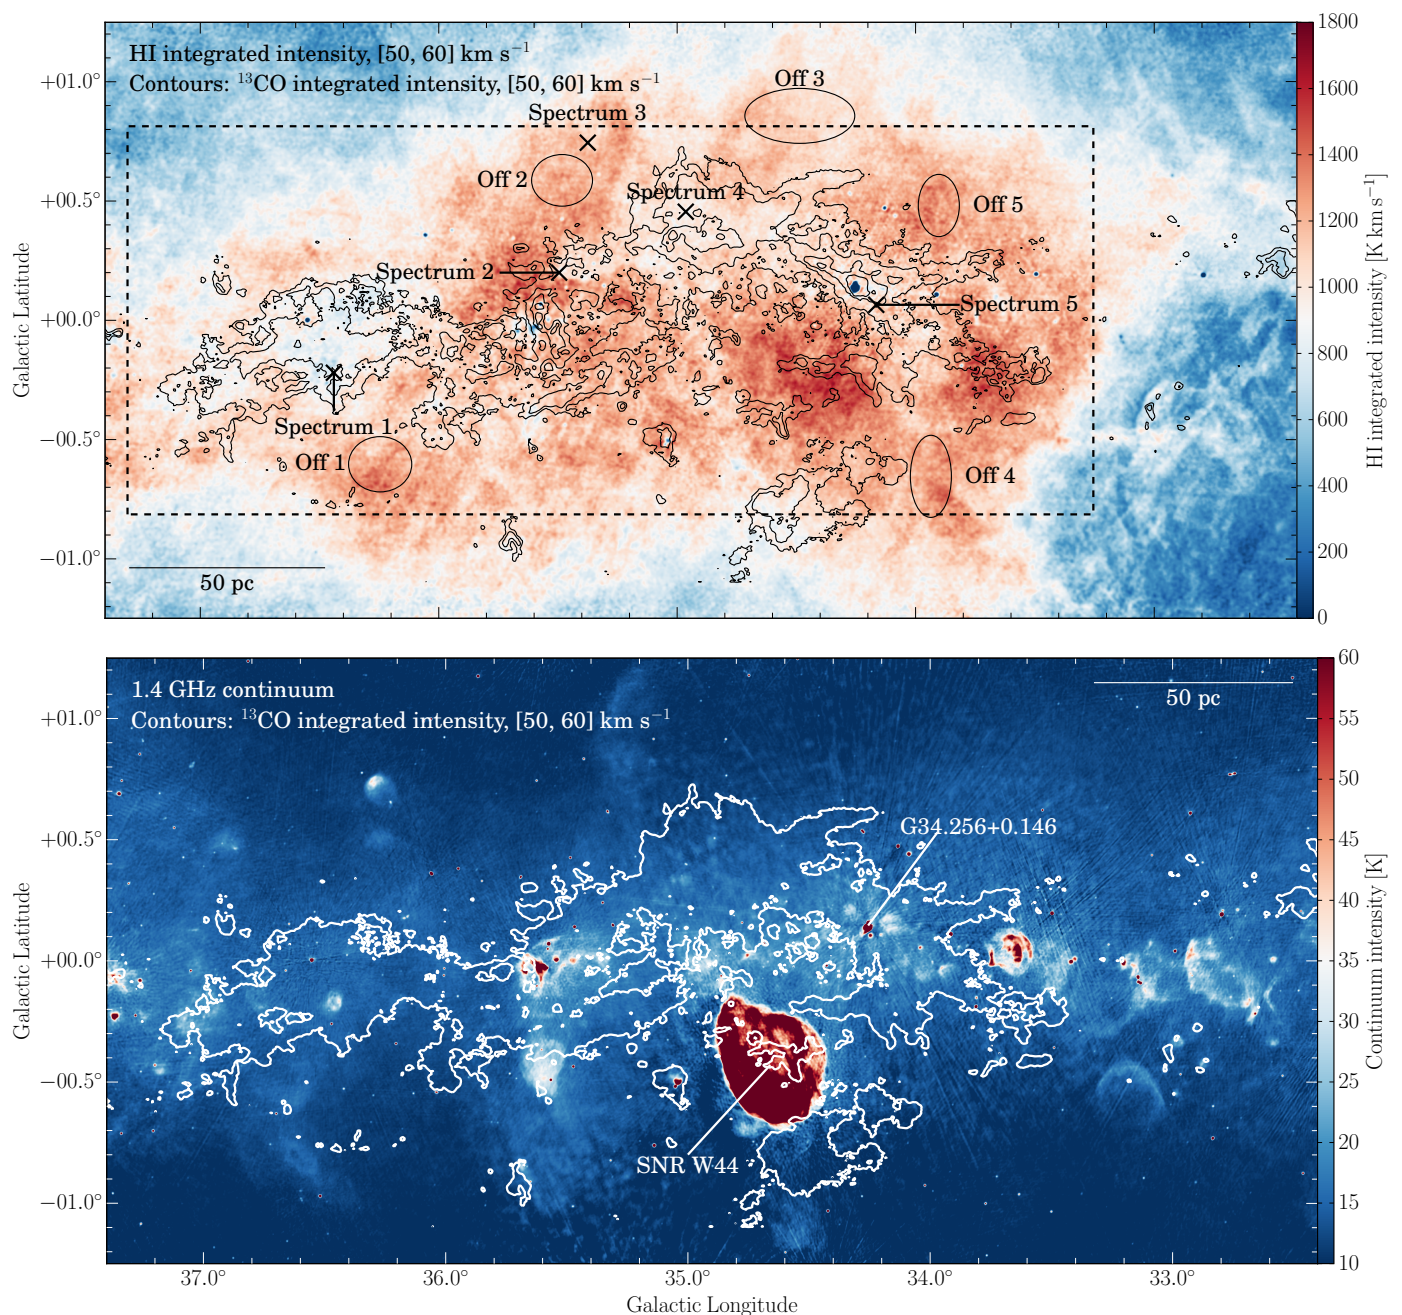 HI integrated intensity, [50, 60] km s⁻¹
Contours: ¹³CO integrated intensity, [50, 60] km s⁻¹
Off 3
Spectrum 3
Off 2
Spectrum 4
Off 5
Spectrum 2
Spectrum 5
Spectrum 1
Off 1
Off 4
50 pc
+01.0°
+00.5°
+00.0°
−00.5°
−01.0°
Galactic Latitude
1800
1600
1400
1200
1000
800
600
400
200
0
HI integrated intensity [K km s⁻¹]
1.4 GHz continuum
Contours: ¹³CO integrated intensity, [50, 60] km s⁻¹
50 pc
G34.256+0.146
SNR W44
+01.0°
+00.5°
+00.0°
−00.5°
−01.0°
Galactic Latitude
37.0°
36.0°
35.0°
34.0°
33.0°
Galactic Longitude
60
55
50
45
40
35
30
25
20
15
10
Continuum intensity [K]